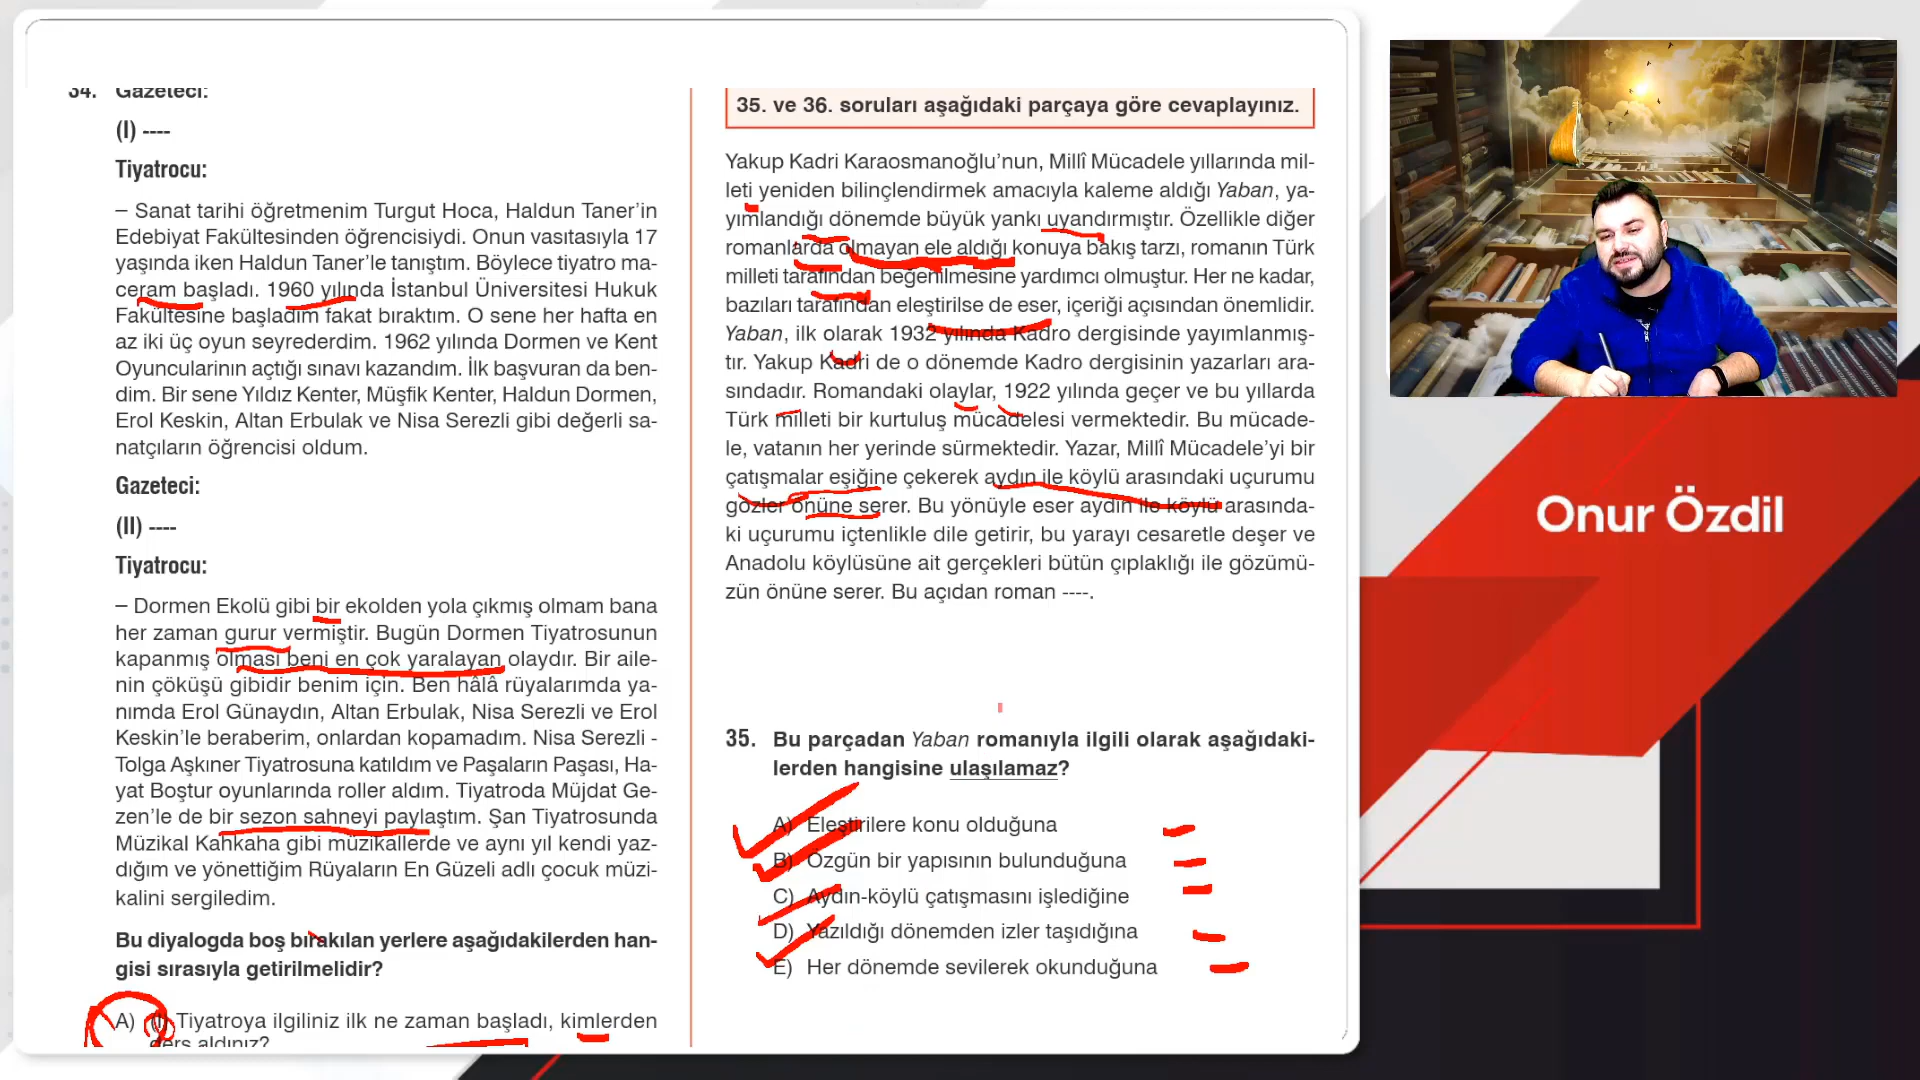 34. Gazeteci:
(I) ----
Tiyatrocu:
– Sanat tarihi öğretmenim Turgut Hoca, Haldun Taner’in
Edebiyat Fakültesinden öğrencisiydi. Onun vasıtasıyla 17
yaşında iken Haldun Taner’le tanıştım. Böylece tiyatro ma-
ceram başladı. 1960 yılında İstanbul Üniversitesi Hukuk
Fakültesine başladım fakat bıraktım. O sene her hafta en
az iki üç oyun seyrederdim. 1962 yılında Dormen ve Kent
Oyuncularının açtığı sınavı kazandım. İlk başvuran da ben-
dim. Bir sene Yıldız Kenter, Müşfik Kenter, Haldun Dormen,
Erol Keskin, Altan Erbulak ve Nisa Serezli gibi değerli sa-
natçıların öğrencisi oldum.
Gazeteci:
(II) ----
Tiyatrocu:
– Dormen Ekolü gibi bir ekolden yola çıkmış olmam bana
her zaman gurur vermiştir. Bugün Dormen Tiyatrosunun
kapanmış olması beni en çok yaralayan olaydır. Bir aile-
nin çöküşü gibidir benim için. Ben hâlâ rüyalarımda ya-
nımda Erol Günaydın, Altan Erbulak, Nisa Serezli ve Erol
Keskin’le beraberim, onlardan kopamadım. Nisa Serezli -
Tolga Aşkıner Tiyatrosuna katıldım ve Paşaların Paşası, Ha-
yat Boştur oyunlarında roller aldım. Tiyatroda Müjdat Ge-
zen’le de bir sezon sahneyi paylaştım. Şan Tiyatrosunda
Müzikal Kahkaha gibi müzikallerde ve aynı yıl kendi yaz-
dığım ve yönettiğim Rüyaların En Güzeli adlı çocuk müzi-
kalini sergiledim.
Bu diyalogda boş bırakılan yerlere aşağıdakilerden han-
gisi sırasıyla getirilmelidir?
A) (I) Tiyatroya ilginiz ilk ne zaman başladı, kimlerden
ders aldınız?
35. ve 36. soruları aşağıdaki parçaya göre cevaplayınız.
Yakup Kadri Karaosmanoğlu’nun, Millî Mücadele yıllarında mil-
leti yeniden bilinçlendirmek amacıyla kaleme aldığı Yaban, ya-
yımlandığı dönemde büyük yankı uyandırmıştır. Özellikle diğer
romanlarda olmayan ele aldığı konuya bakış tarzı, romanın Türk
milleti tarafından beğenilmesine yardımcı olmuştur. Her ne kadar,
bazıları tarafından eleştirilse de eser, içeriği açısından önemlidir.
Yaban, ilk olarak 1932 yılında Kadro dergisinde yayımlanmış-
tır. Yakup Kadri de o dönemde Kadro dergisinin yazarları ara-
sındadır. Romandaki olaylar, 1922 yılında geçer ve bu yıllarda
Türk milleti bir kurtuluş mücadelesi vermektedir. Bu mücade-
le, vatanın her yerinde sürmektedir. Yazar, Millî Mücadele’yi bir
çatışmalar eşiğine çekerek aydın ile köylü arasındaki uçurumu
gözler önüne serer. Bu yönüyle eser aydın ile köylü arasında-
ki uçurumu içtenlikle dile getirir, bu yarayı cesaretle deşer ve
Anadolu köylüsüne ait gerçekleri bütün çıplaklığı ile gözümü-
zün önüne serer. Bu açıdan roman ----.
35. Bu parçadan Yaban romanıyla ilgili olarak aşağıdaki-
lerden hangisine ulaşılamaz?
A) Eleştirilere konu olduğuna
B) Özgün bir yapısının bulunduğuna
C) Aydın-köylü çatışmasını işlediğine
D) Yazıldığı dönemden izler taşıdığına
E) Her dönemde sevilerek okunduğuna
Onur Özdil